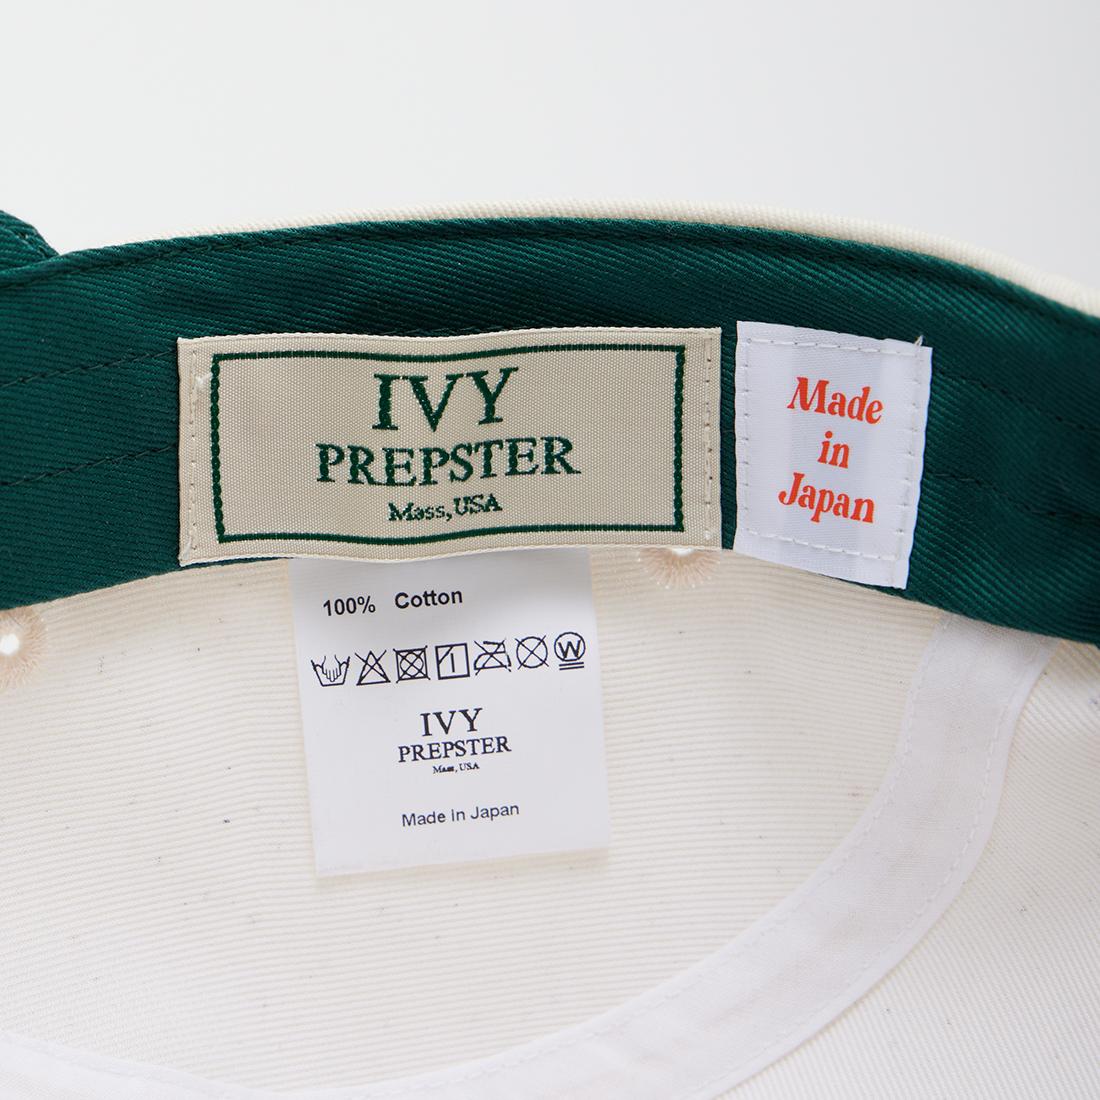 IVY
PREPSTER
Mass, USA
Made
in
Japan
100% Cotton
W
IVY
PREPSTER
Mass, USA
Made in Japan